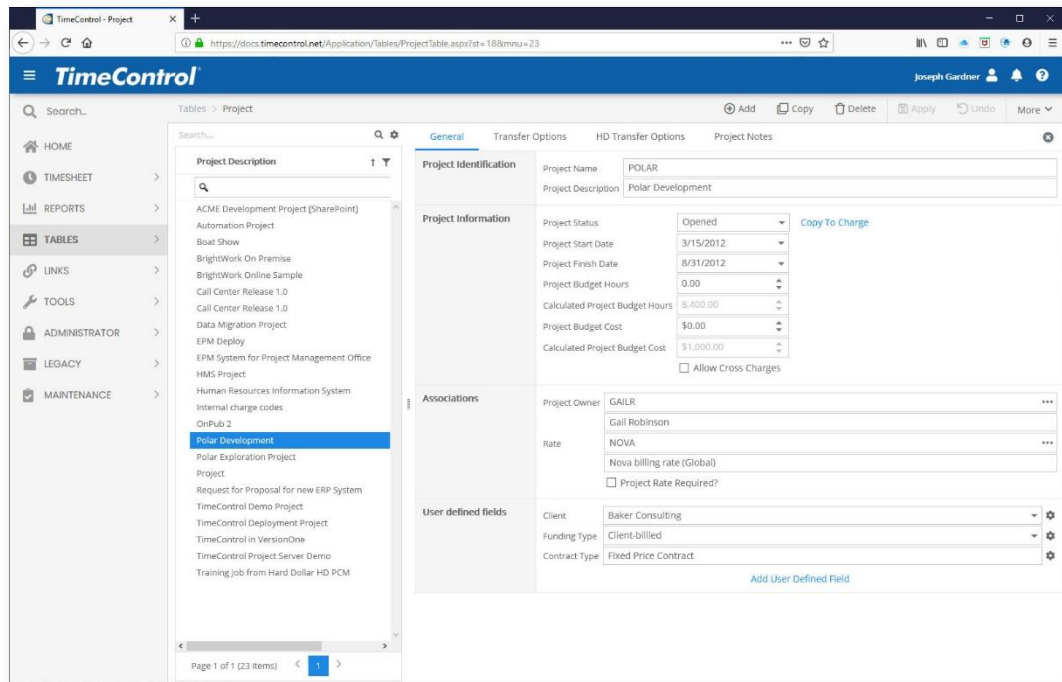 TimeControl - Project
https://docs.timecontrol.net/Application/Tables/ProjectTable.aspx?st=18&mnu=23
TimeControl
Joseph Gardner
Search...
HOME
TIMESHEET
REPORTS
TABLES
LINKS
TOOLS
ADMINISTRATOR
LEGACY
MAINTENANCE
Tables > Project
Add Copy Delete Apply Undo More
Search...
Project Description
ACME Development Project [SharePoint]
Automation Project
Boat Show
BrightWork On Premise
BrightWork Online Sample
Call Center Release 1.0
Call Center Release 1.0
Data Migration Project
EPM Deploy
EPM System for Project Management Office
HMS Project
Human Resources Information System
Internal charge codes
OnPub 2
Polar Development
Polar Exploration Project
Project
Request for Proposal for new ERP System
TimeControl Demo Project
TimeControl Deployment Project
TimeControl in VersionOne
TimeControl Project Server Demo
Training Job from Hard Dollar HD PCM
Page 1 of 1 (23 items) < 1 >
General Transfer Options HD Transfer Options Project Notes
Project Identification
Project Name POLAR
Project Description Polar Development
Project Information
Project Status Opened Copy To Charge
Project Start Date 3/15/2012
Project Finish Date 8/31/2012
Project Budget Hours 0.00
Calculated Project Budget Hours 8,400.00
Project Budget Cost $0.00
Calculated Project Budget Cost $1,000.00
Allow Cross Charges
Associations
Project Owner GAILR
Gail Robinson
Rate NOVA
Nova billing rate (Global)
Project Rate Required?
User defined fields
Client Baker Consulting
Funding Type Client-billled
Contract Type Fixed Price Contract
Add User Defined Field